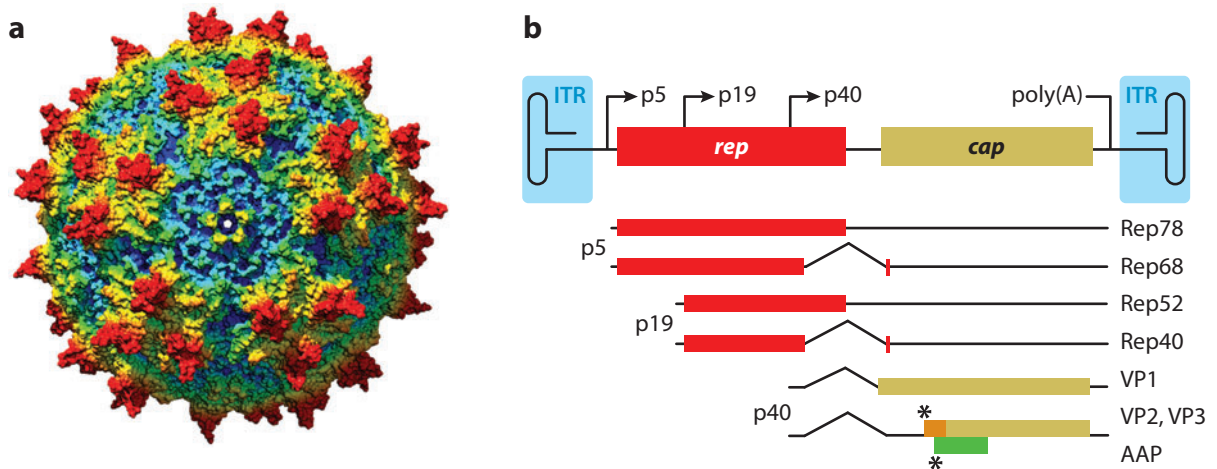 a
b
ITR
p5
p19
p40
poly(A)
ITR
rep
cap
p5
Rep78
Rep68
p19
Rep52
Rep40
p40
VP1
*
VP2, VP3
*
AAP